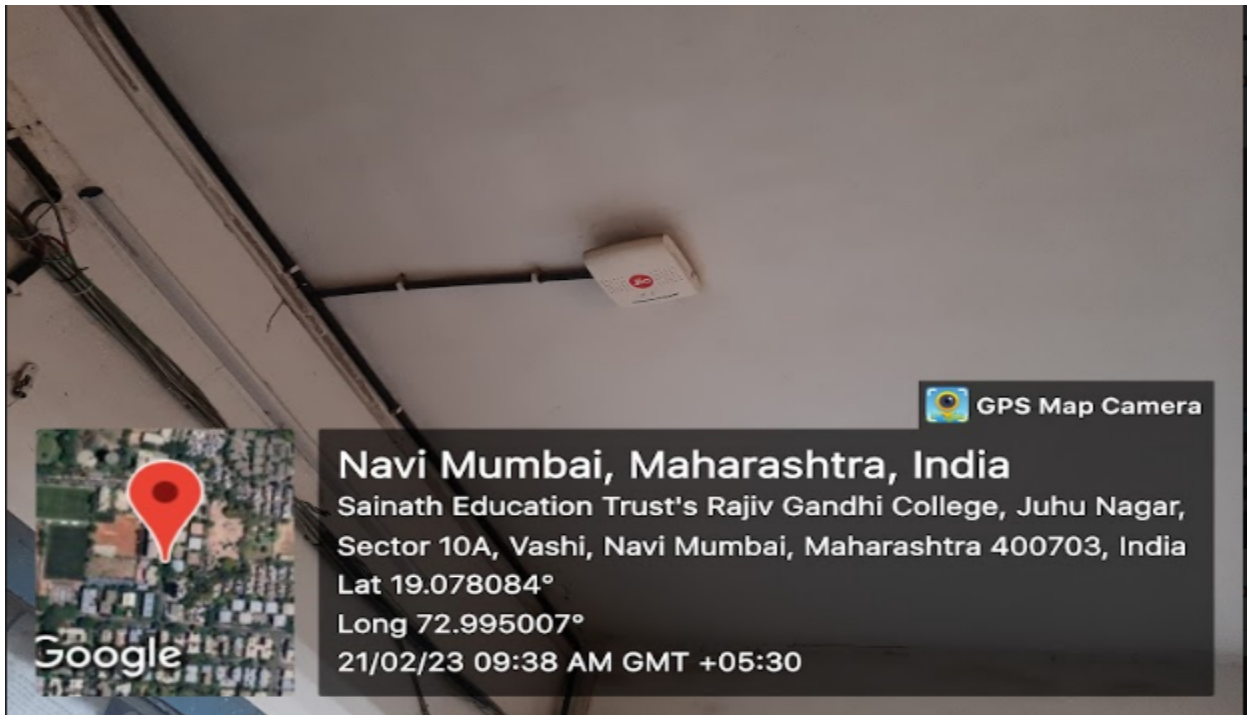 Jio
GPS Map Camera
Navi Mumbai, Maharashtra, India
Sainath Education Trust's Rajiv Gandhi College, Juhu Nagar,
Sector 10A, Vashi, Navi Mumbai, Maharashtra 400703, India
Lat 19.078084°
Long 72.995007°
21/02/23 09:38 AM GMT +05:30
Google